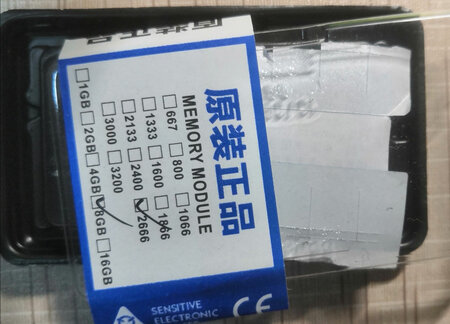 原装正品
MEMORY MODULE
667 800 1066
1333 1600 1866
2133 2400 2666
3000 3200
1GB 2GB 4GB 8GB 16GB
SENSITIVE
ELECTRONIC
CE